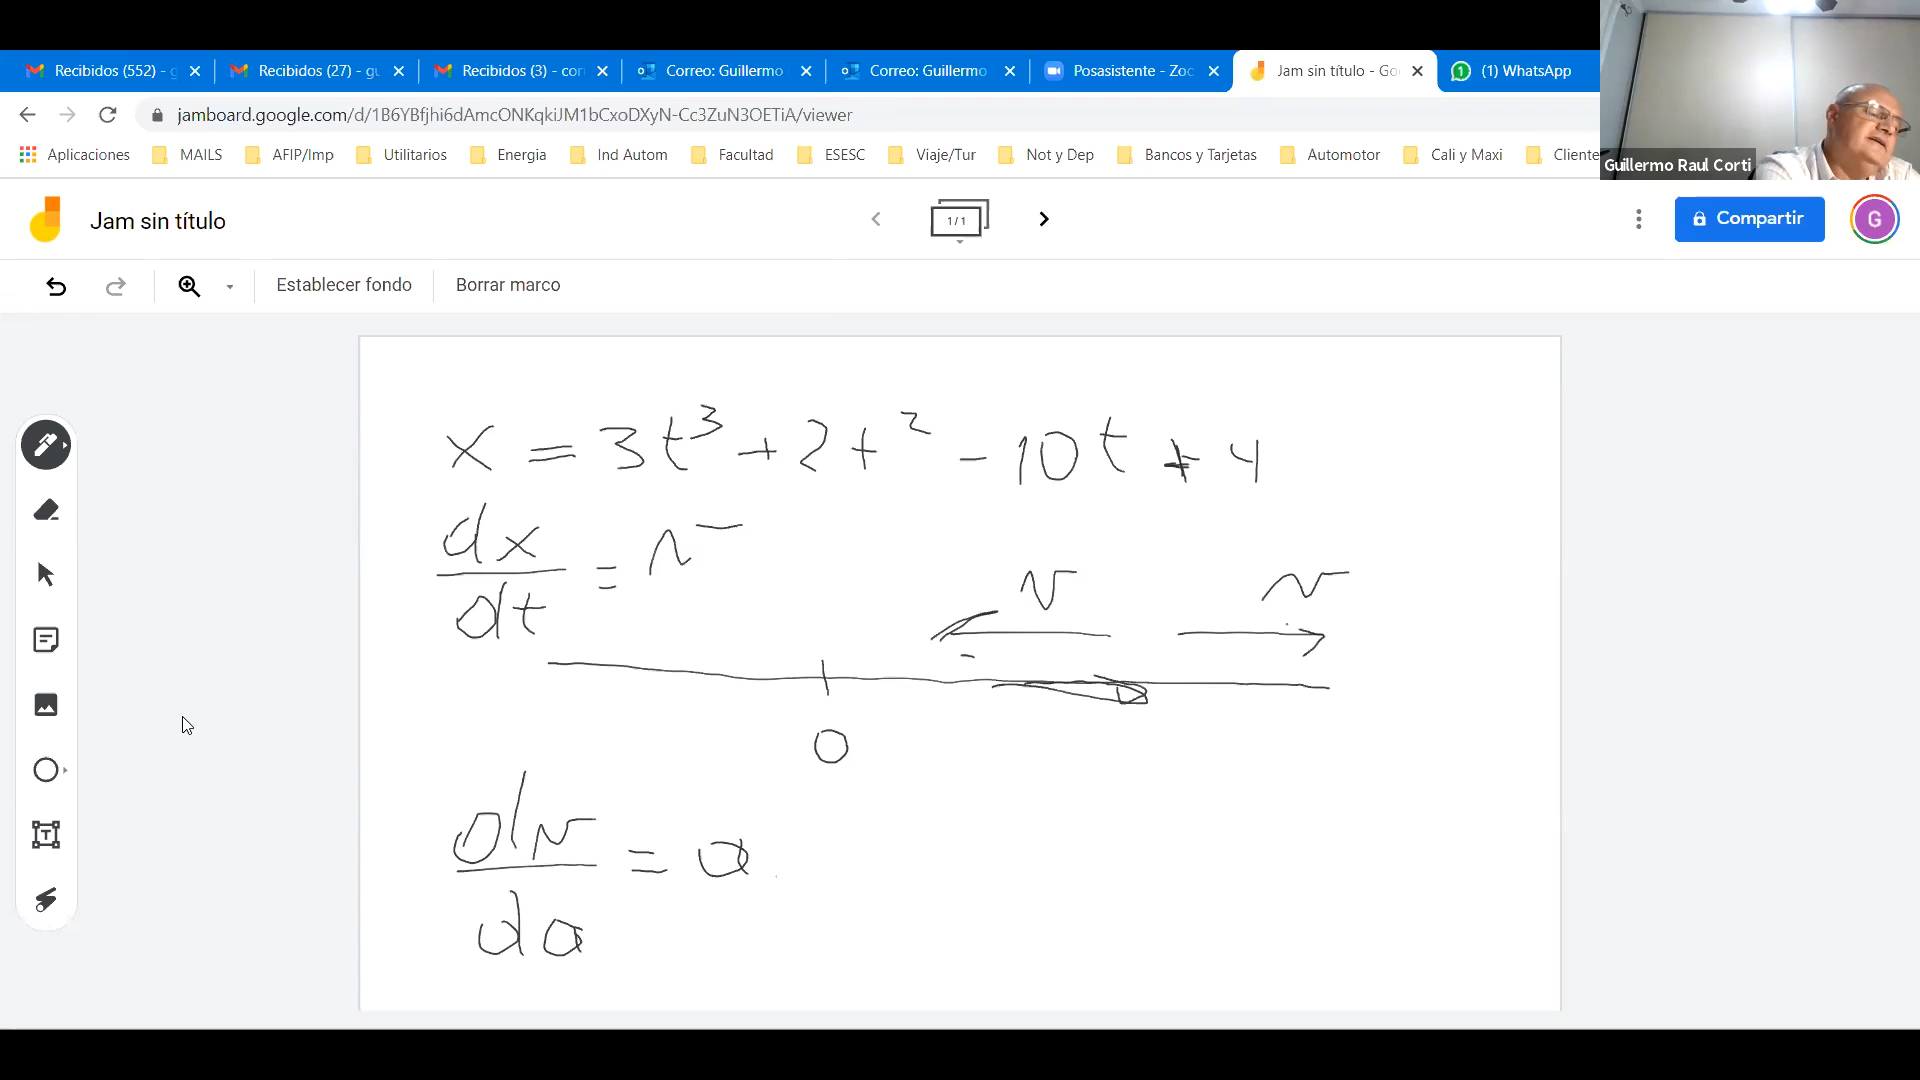 Recibidos (552) - g
Recibidos (27) - gu
Recibidos (3) - cor
Correo: Guillermo
Correo: Guillermo
Posasistente - Zoo
Jam sin título - Go
(1) WhatsApp
jamboard.google.com/d/1B6YBfjhi6dAmcONKqkiJM1bCxoDXyN-Cc3ZuN3OETiA/viewer
Aplicaciones MAILS AFIP/Imp Utilitarios Energia Ind Autom Facultad ESESC Viaje/Tur Not y Dep Bancos y Tarjetas Automotor Cali y Maxi Cliente
Guillermo Raul Corti
Jam sin título
1/1
Compartir
G
Establecer fondo Borrar marco
x = 3t³ + 2t² - 10t + 4
dx/dt = v
v v
-
0
dv/da = a